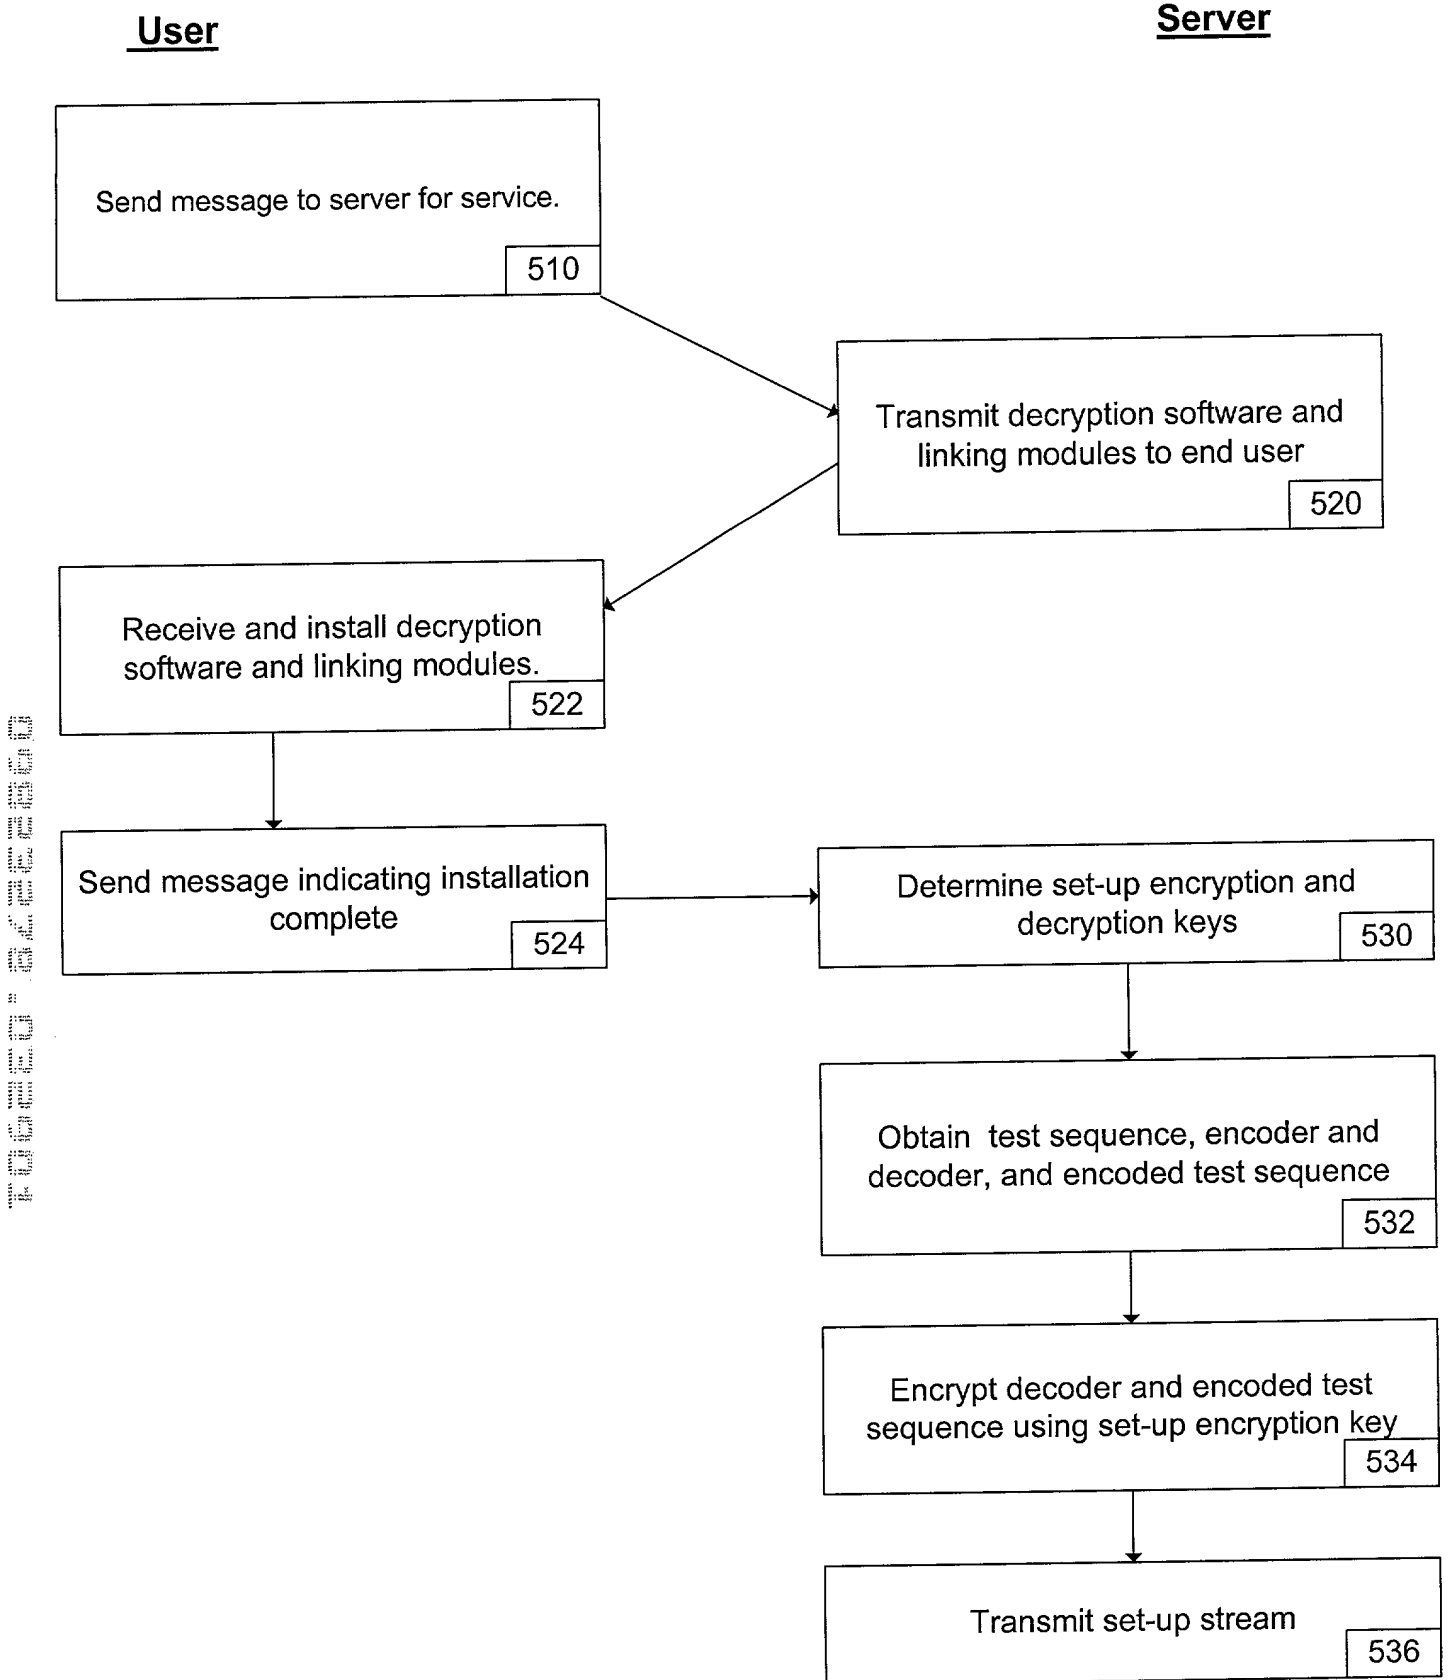 User
Server
Send message to server for service.
510
Transmit decryption software and
linking modules to end user
520
Receive and install decryption
software and linking modules.
522
Send message indicating installation
complete
524
Determine set-up encryption and
decryption keys
530
Obtain test sequence, encoder and
decoder, and encoded test sequence
532
Encrypt decoder and encoded test
sequence using set-up encryption key
534
Transmit set-up stream
536